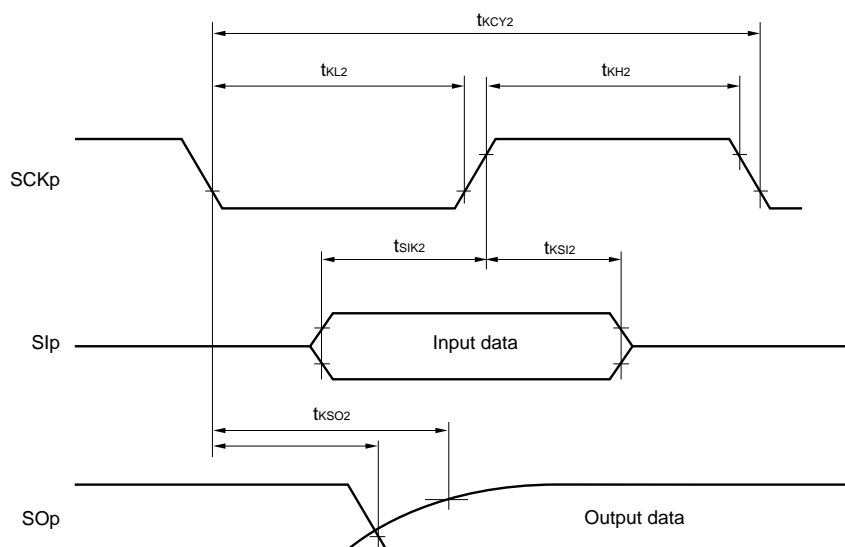 tKCY2
tKL2
tKH2
SCKp
tSIK2
tKSI2
SIp
Input data
tKSO2
SOp
Output data